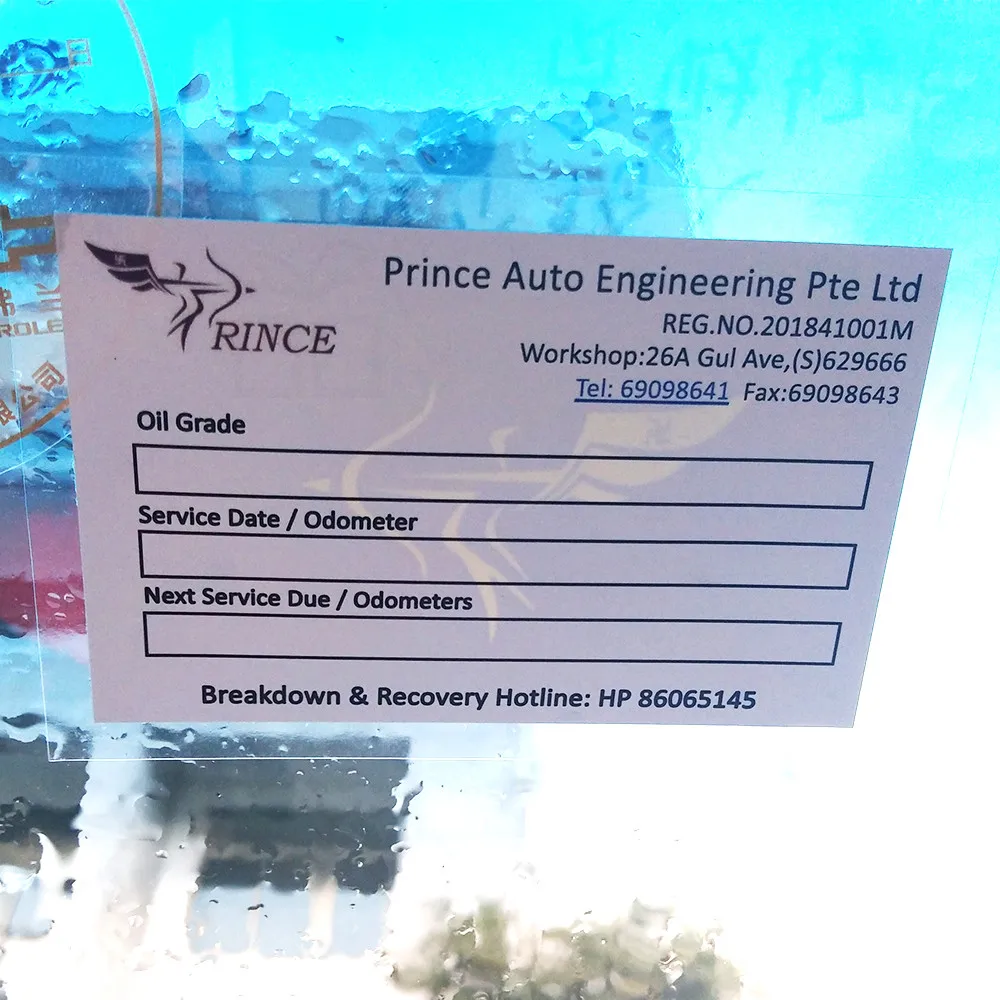 Prince Auto Engineering Pte Ltd
RINCE
REG.NO.201841001M
Workshop:26A Gul Ave,(S)629666
Tel: 69098641 Fax:69098643
Oil Grade
Service Date / Odometer
Next Service Due / Odometers
Breakdown & Recovery Hotline: HP 86065145